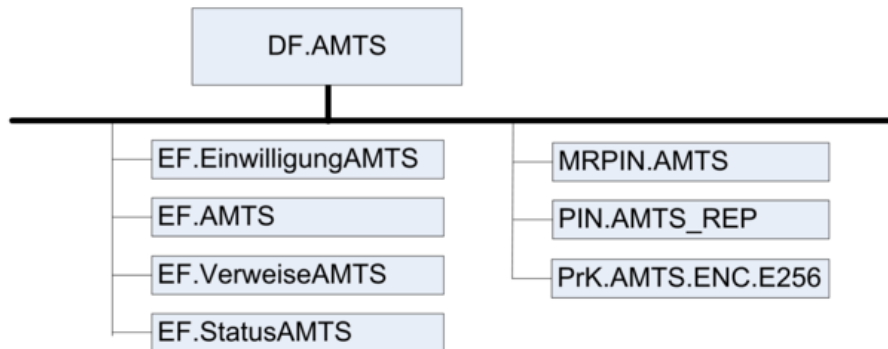 DF.AMTS
EF.EinwilligungAMTS
EF.AMTS
EF.VerweiseAMTS
EF.StatusAMTS
MRPIN.AMTS
PIN.AMTS_REP
PrK.AMTS.ENC.E256